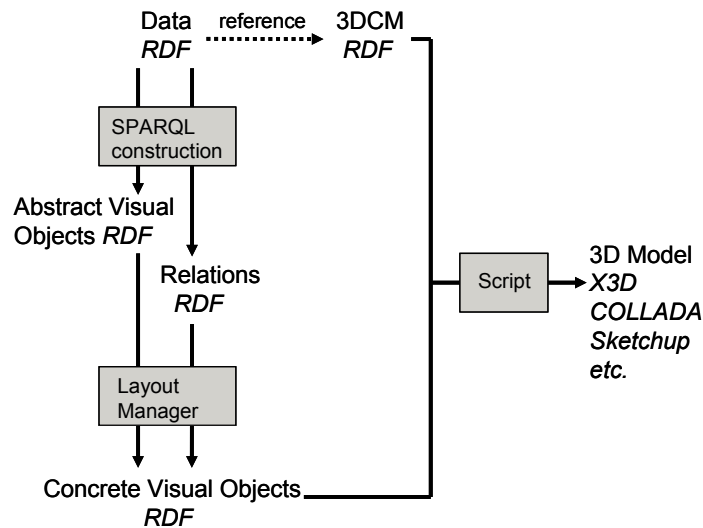 Data
RDF
reference
3DCM
RDF
SPARQL
construction
Abstract Visual
Objects RDF
Relations
RDF
Layout
Manager
Concrete Visual Objects
RDF
Script
3D Model
X3D
COLLADA
Sketchup
etc.